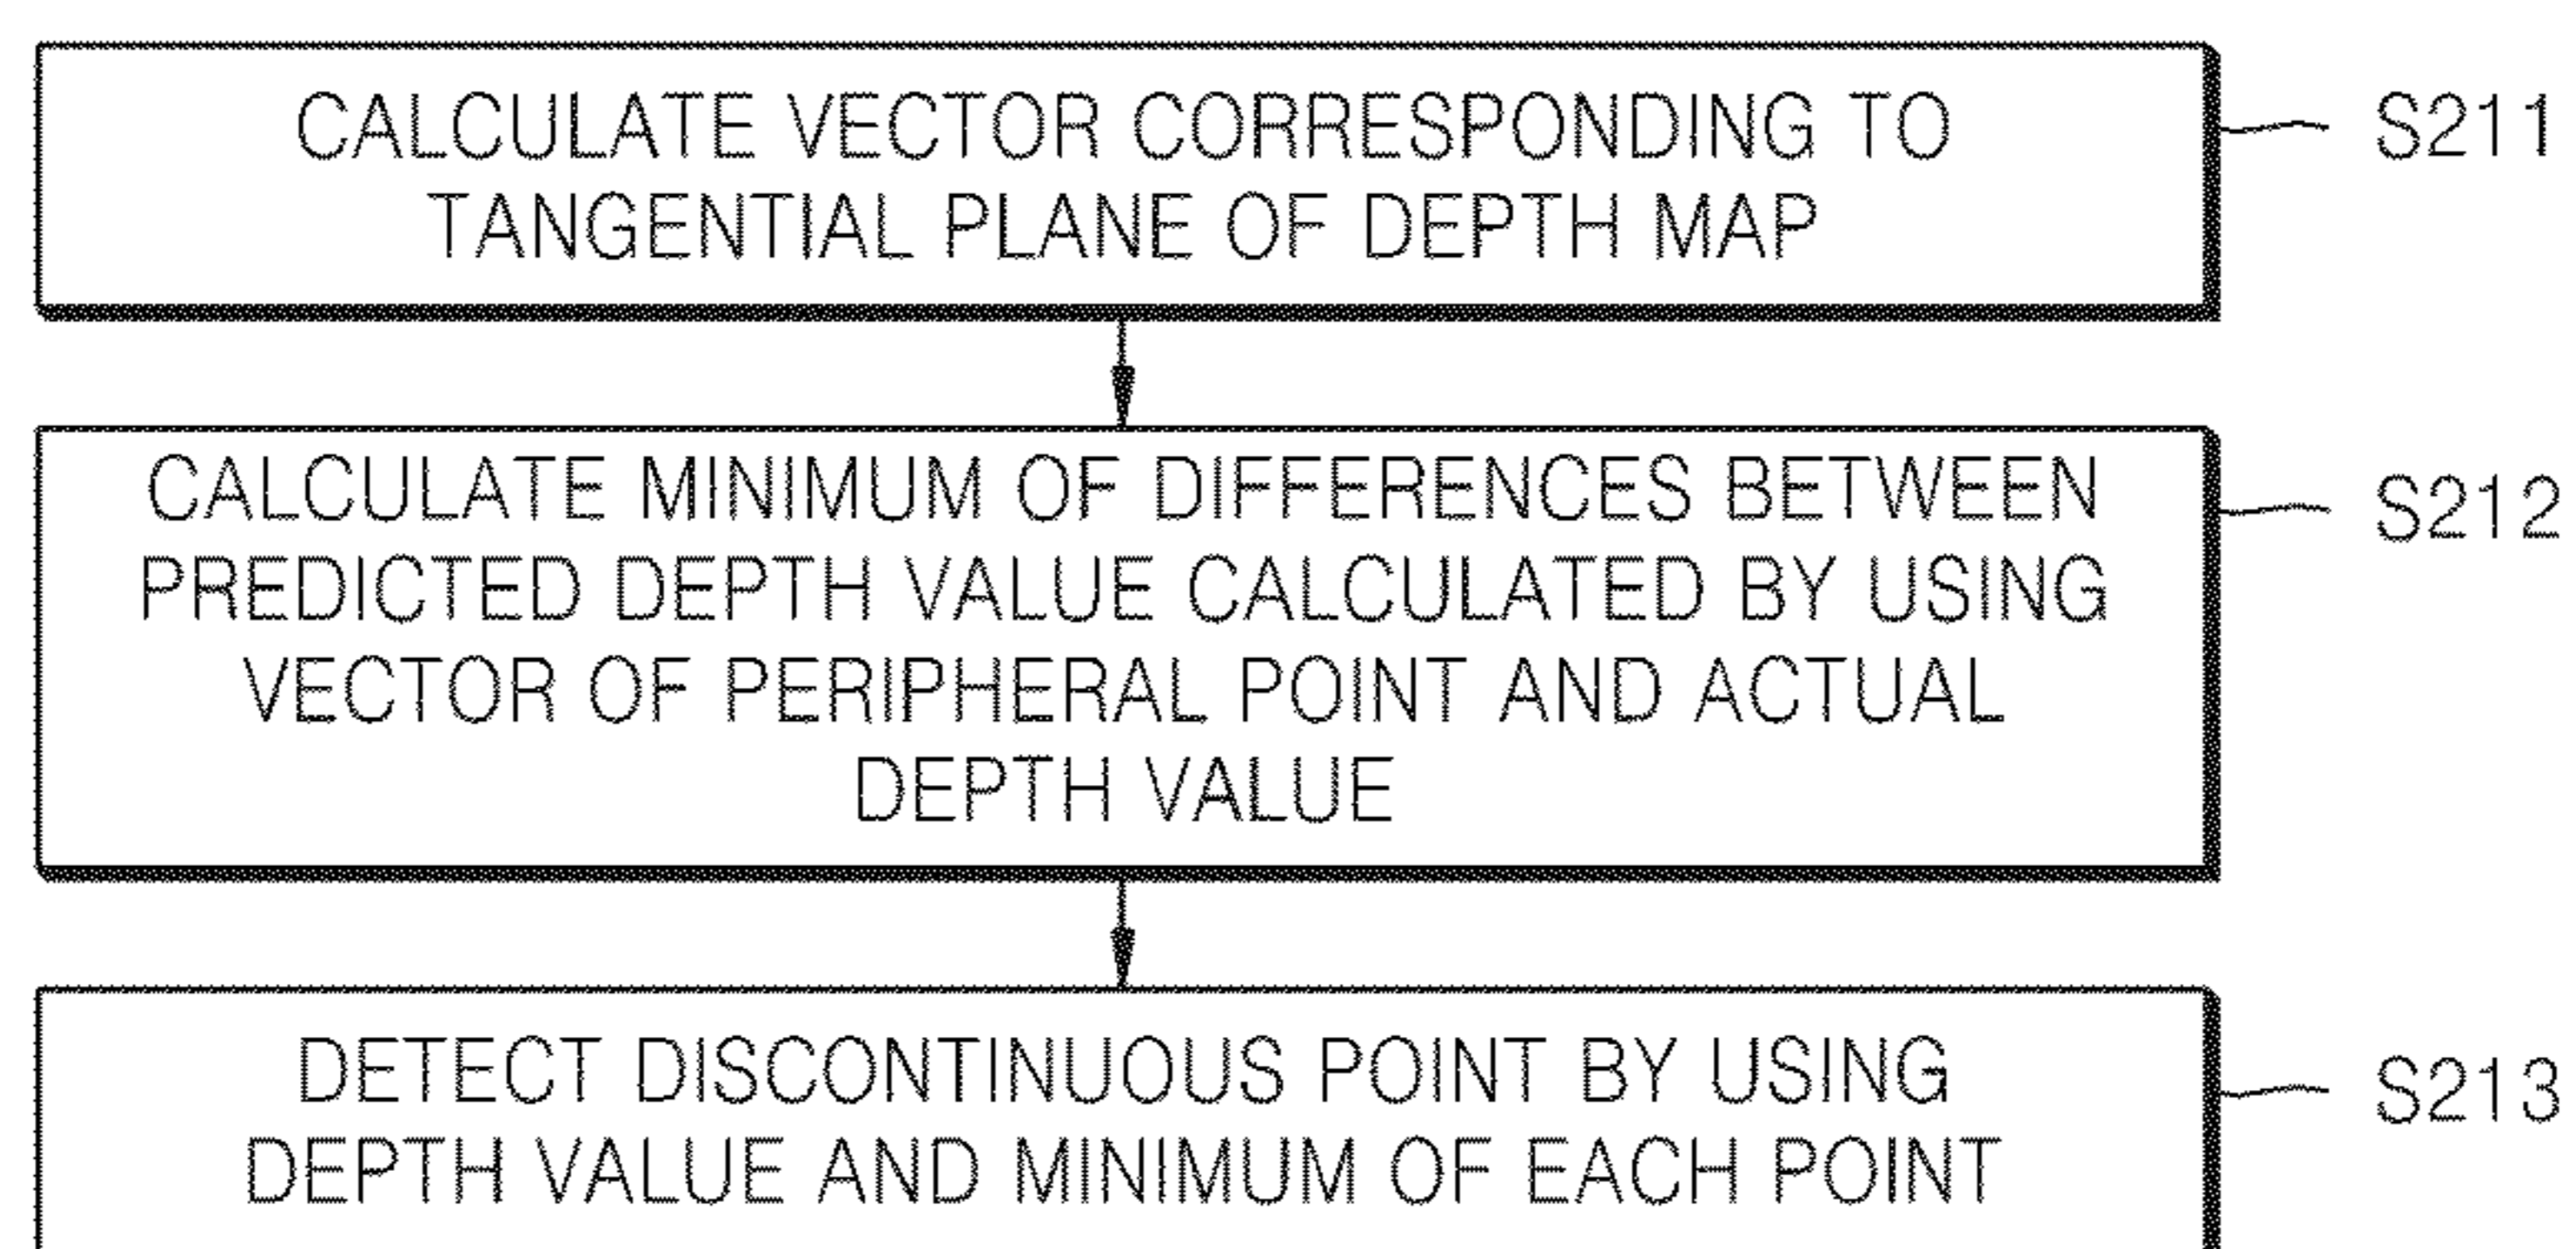 CALCULATE VECTOR CORRESPONDING TO
TANGENTIAL PLANE OF DEPTH MAP
S211
CALCULATE MINIMUM OF DIFFERENCES BETWEEN
PREDICTED DEPTH VALUE CALCULATED BY USING
VECTOR OF PERIPHERAL POINT AND ACTUAL
DEPTH VALUE
S212
DETECT DISCONTINUOUS POINT BY USING
DEPTH VALUE AND MINIMUM OF EACH POINT
S213